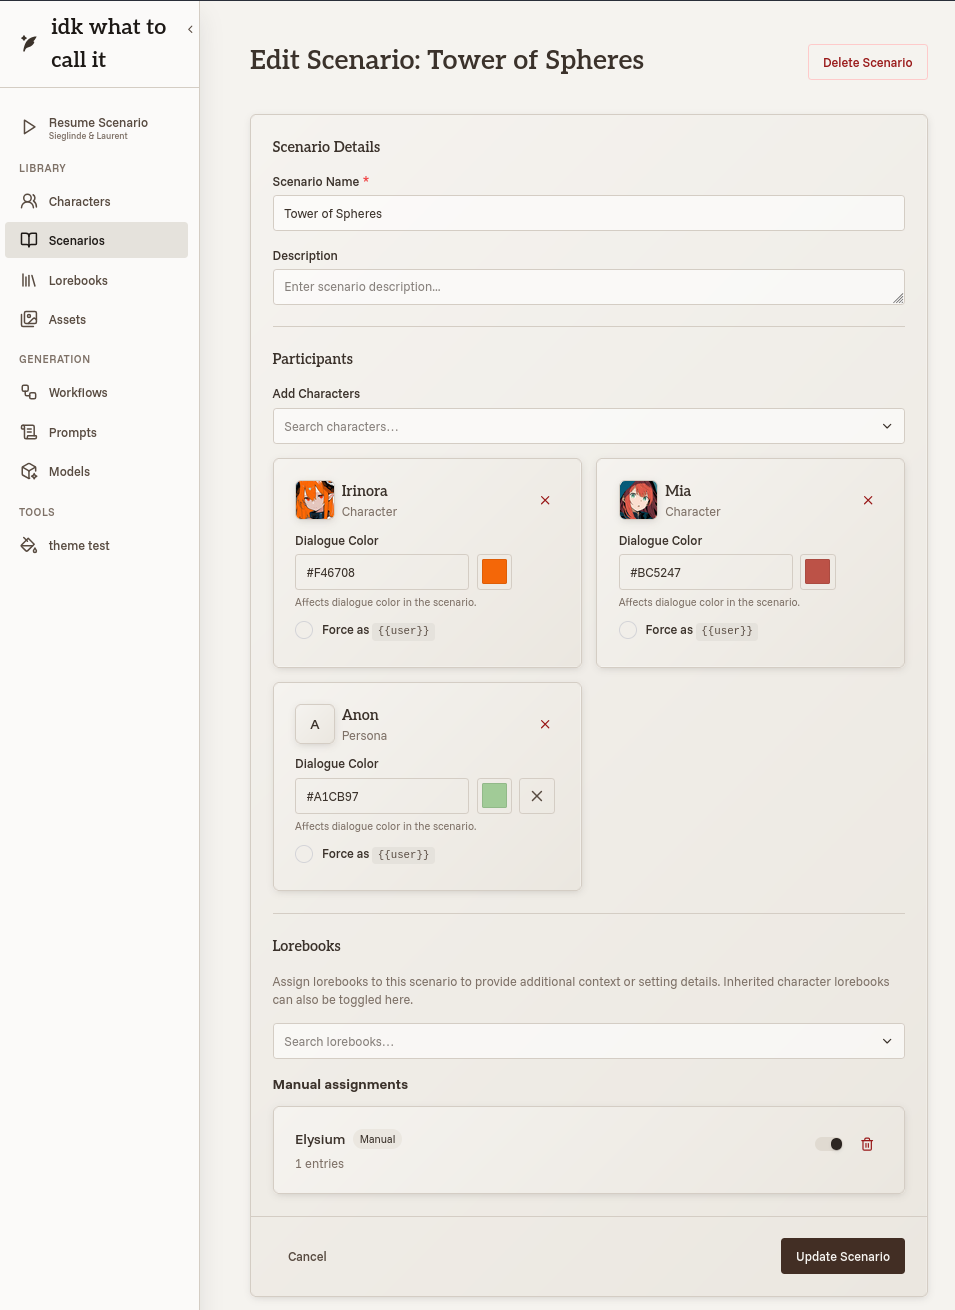 idk what to
call it
Resume Scenario
Sieglinde & Laurent
LIBRARY
Characters
Scenarios
Lorebooks
Assets
GENERATION
Workflows
Prompts
Models
TOOLS
theme test
Edit Scenario: Tower of Spheres
Delete Scenario
Scenario Details
Scenario Name *
Tower of Spheres
Description
Enter scenario description...
Participants
Add Characters
Search characters...
Irinora
Character
Dialogue Color
#F46708
Affects dialogue color in the scenario.
Force as {{user}}
Mia
Character
Dialogue Color
#BC5247
Affects dialogue color in the scenario.
Force as {{user}}
A
Anon
Persona
Dialogue Color
#A1CB97
Affects dialogue color in the scenario.
Force as {{user}}
Lorebooks
Assign lorebooks to this scenario to provide additional context or setting details. Inherited character lorebooks
can also be toggled here.
Search lorebooks...
Manual assignments
Elysium Manual
1 entries
Cancel
Update Scenario